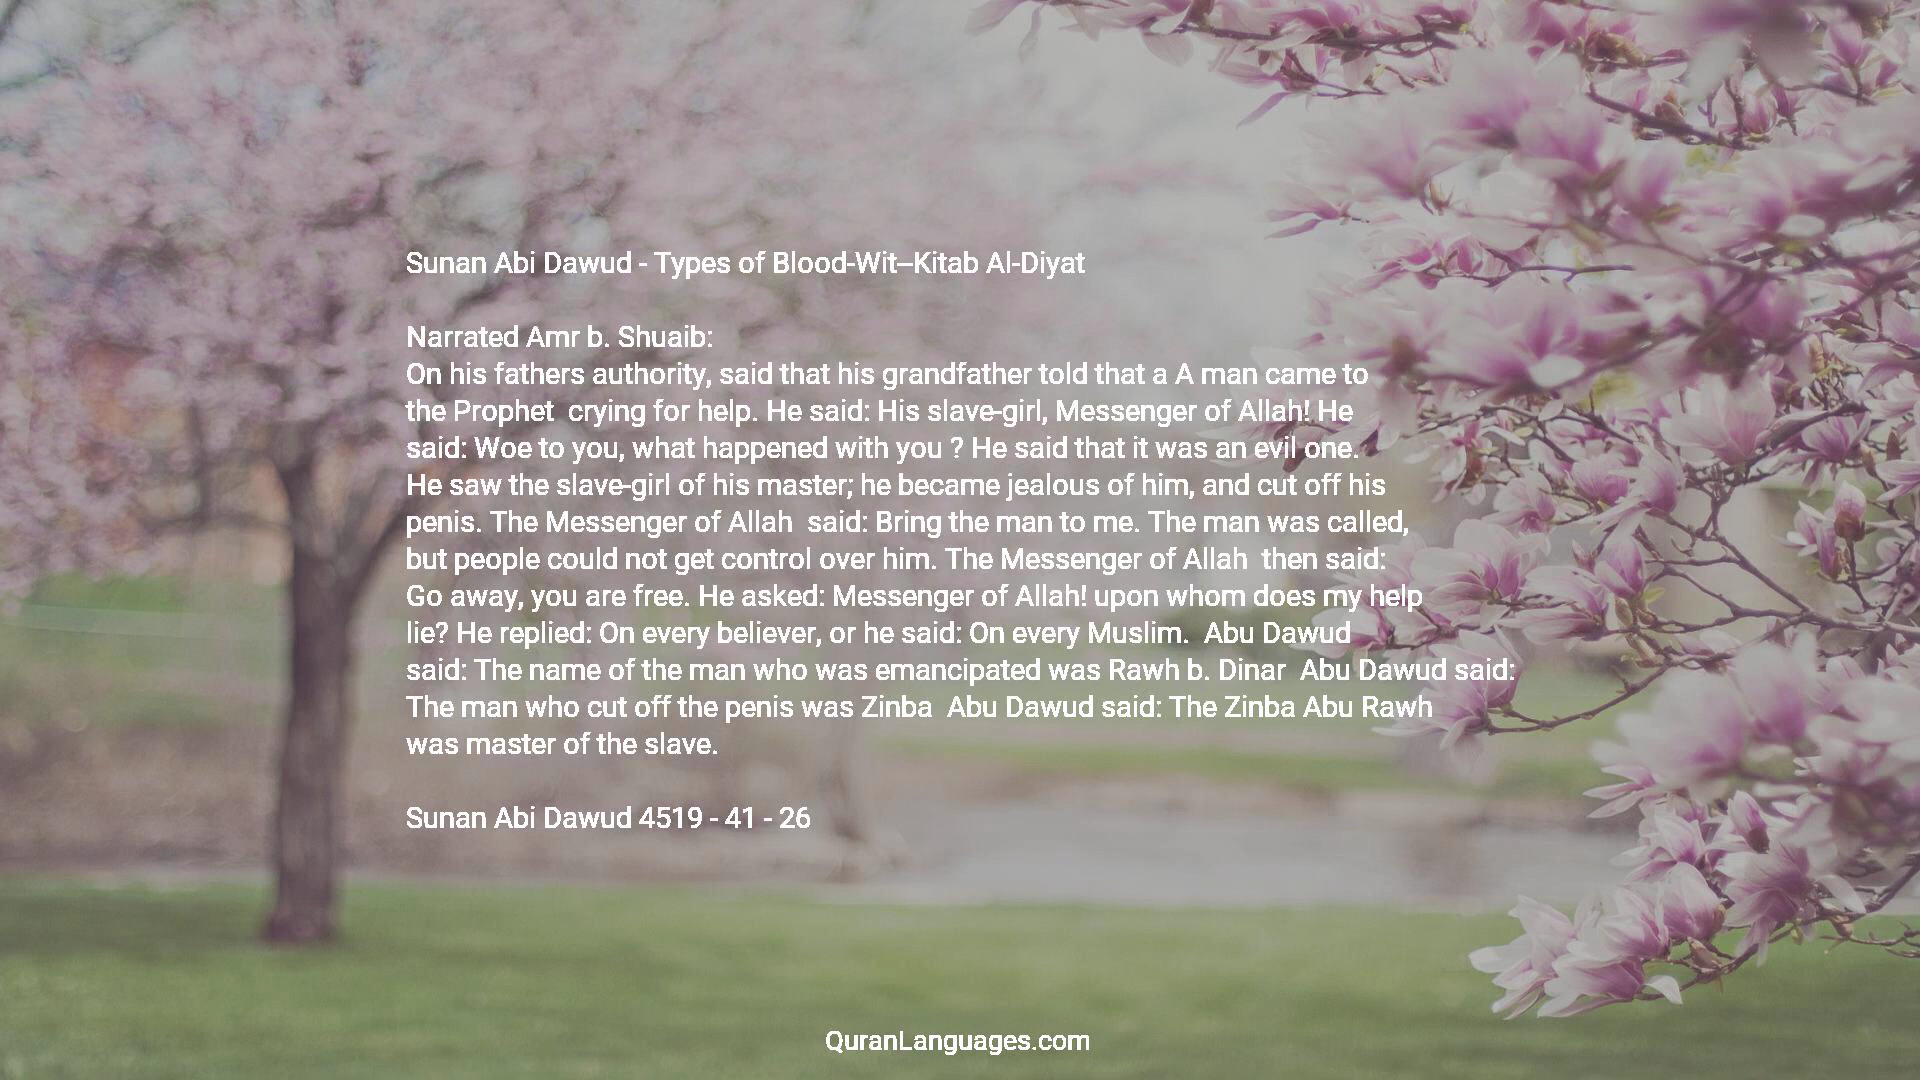 Sunan Abi Dawud - Types of Blood-Wit--Kitab Al-Diyat
Narrated Amr b. Shuaib:
On his fathers authority, said that his grandfather told that a A man came to
the Prophet  crying for help. He said: His slave-girl, Messenger of Allah! He
said: Woe to you, what happened with you ? He said that it was an evil one.
He saw the slave-girl of his master; he became jealous of him, and cut off his
penis. The Messenger of Allah  said: Bring the man to me. The man was called,
but people could not get control over him. The Messenger of Allah  then said:
Go away, you are free. He asked: Messenger of Allah! upon whom does my help
lie? He replied: On every believer, or he said: On every Muslim.  Abu Dawud
said: The name of the man who was emancipated was Rawh b. Dinar  Abu Dawud said:
The man who cut off the penis was Zinba  Abu Dawud said: The Zinba Abu Rawh
was master of the slave.
Sunan Abi Dawud 4519 - 41 - 26
QuranLanguages.com